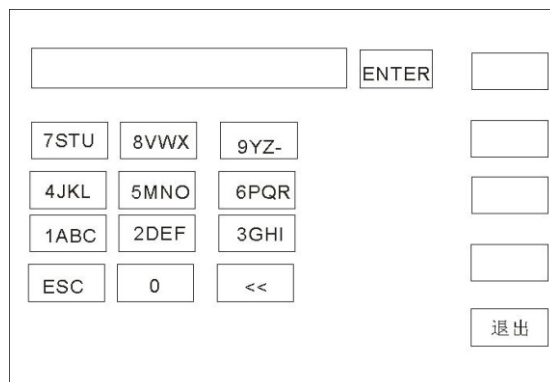 ENTER
7STU 8VWX 9YZ-
4JKL 5MNO 6PQR
1ABC 2DEF 3GHI
ESC 0 <<
退出